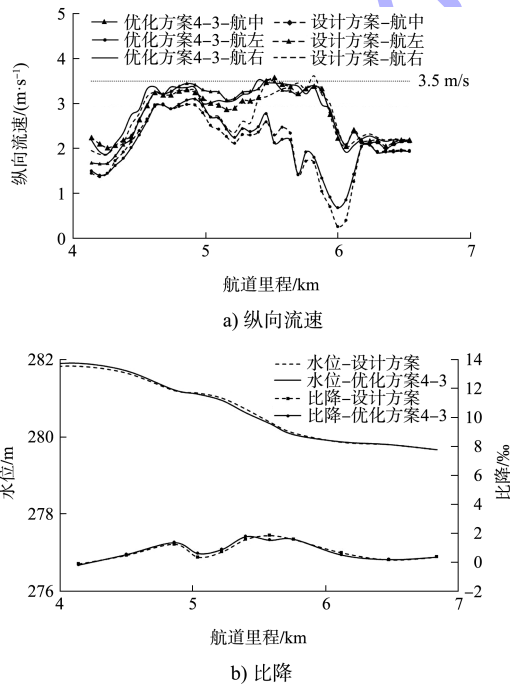 5
4
3
2
1
0
纵向流速/(m·s⁻¹)
优化方案4-3-航中
优化方案4-3-航左
优化方案4-3-航右
设计方案-航中
设计方案-航左
设计方案-航右
3.5 m/s
4 5 6 7
航道里程/km
a) 纵向流速
282
280
278
276
水位/m
水位-设计方案
水位-优化方案4-3
比降-设计方案
比降-优化方案4-3
14
12
10
8
6
4
2
0
-2
比降/‰
4 5 6 7
航道里程/km
b) 比降